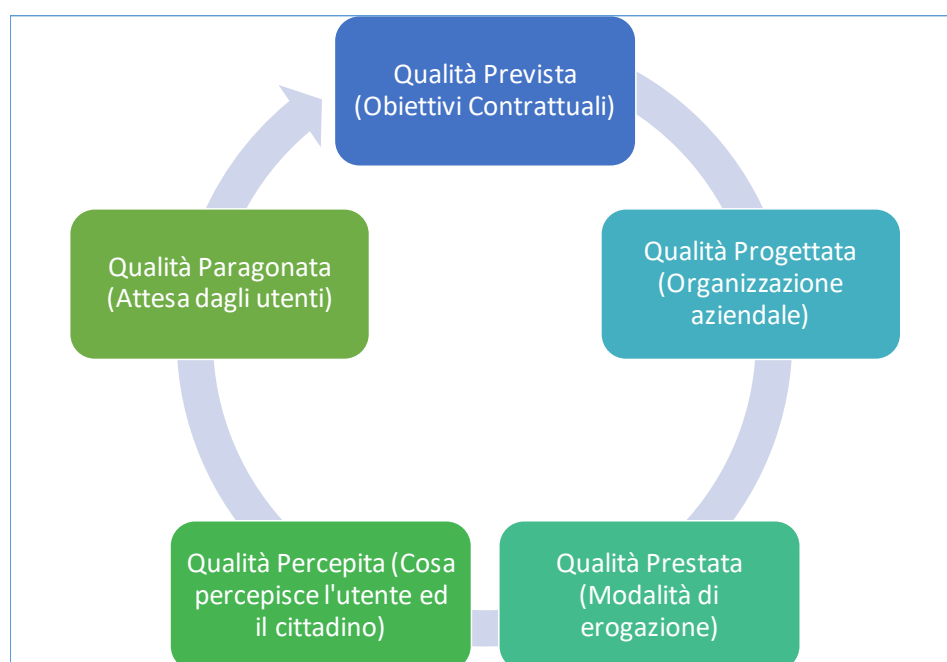 Qualità Prevista
(Obiettivi Contrattuali)
Qualità Progettata
(Organizzazione
aziendale)
Qualità Prestata
(Modalità di
erogazione)
Qualità Percepita (Cosa
percepisce l'utente ed
il cittadino)
Qualità Paragonata
(Attesa dagli utenti)